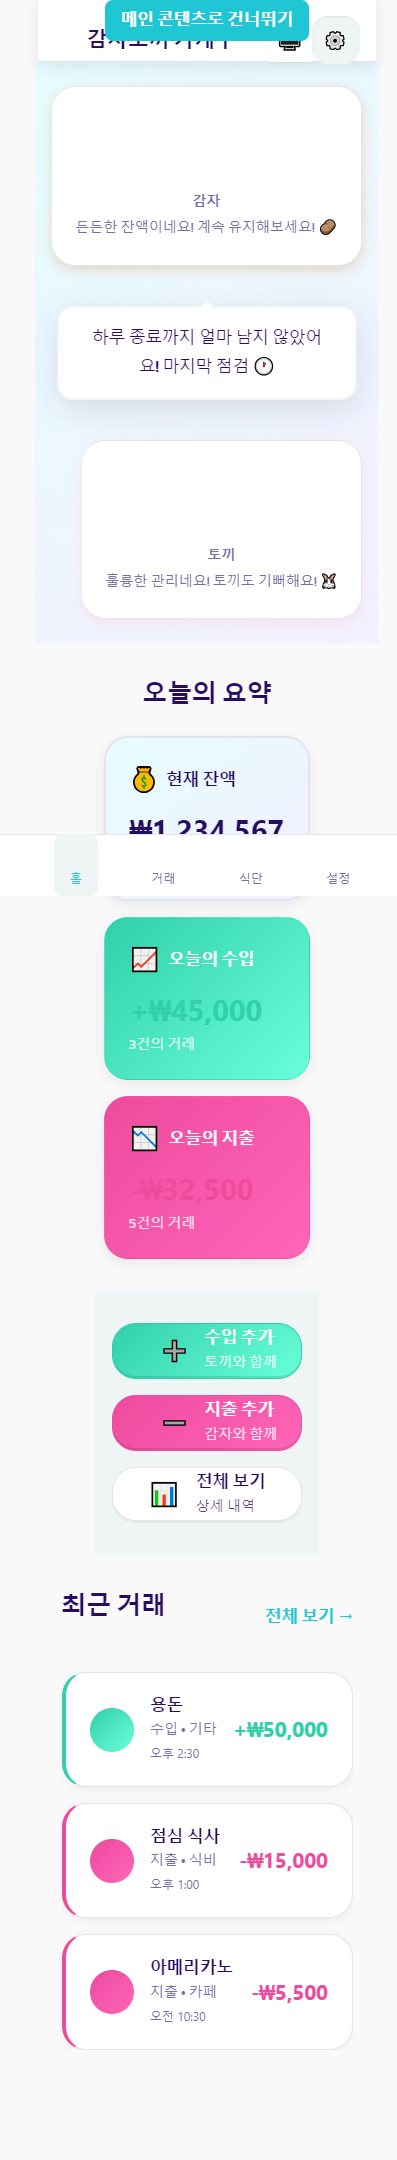 메인 콘텐츠로 건너뛰기
감자
든든한 잔액이네요! 계속 유지해보세요! 🥔
하루 종료까지 얼마 남지 않았어
요! 마지막 점검 🕐
토끼
훌륭한 관리네요! 토끼도 기뻐해요! 🐰
오늘의 요약
현재 잔액
₩1,234,567
홈
거래
식단
설정
오늘의 수입
+₩45,000
3건의 거래
오늘의 지출
-₩32,500
5건의 거래
수입 추가
토끼와 함께
지출 추가
감자와 함께
전체 보기
상세 내역
최근 거래
전체 보기 →
용돈
수입 • 기타
+₩50,000
오후 2:30
점심 식사
지출 • 식비
-₩15,000
오후 1:00
아메리카노
지출 • 카페
-₩5,500
오전 10:30